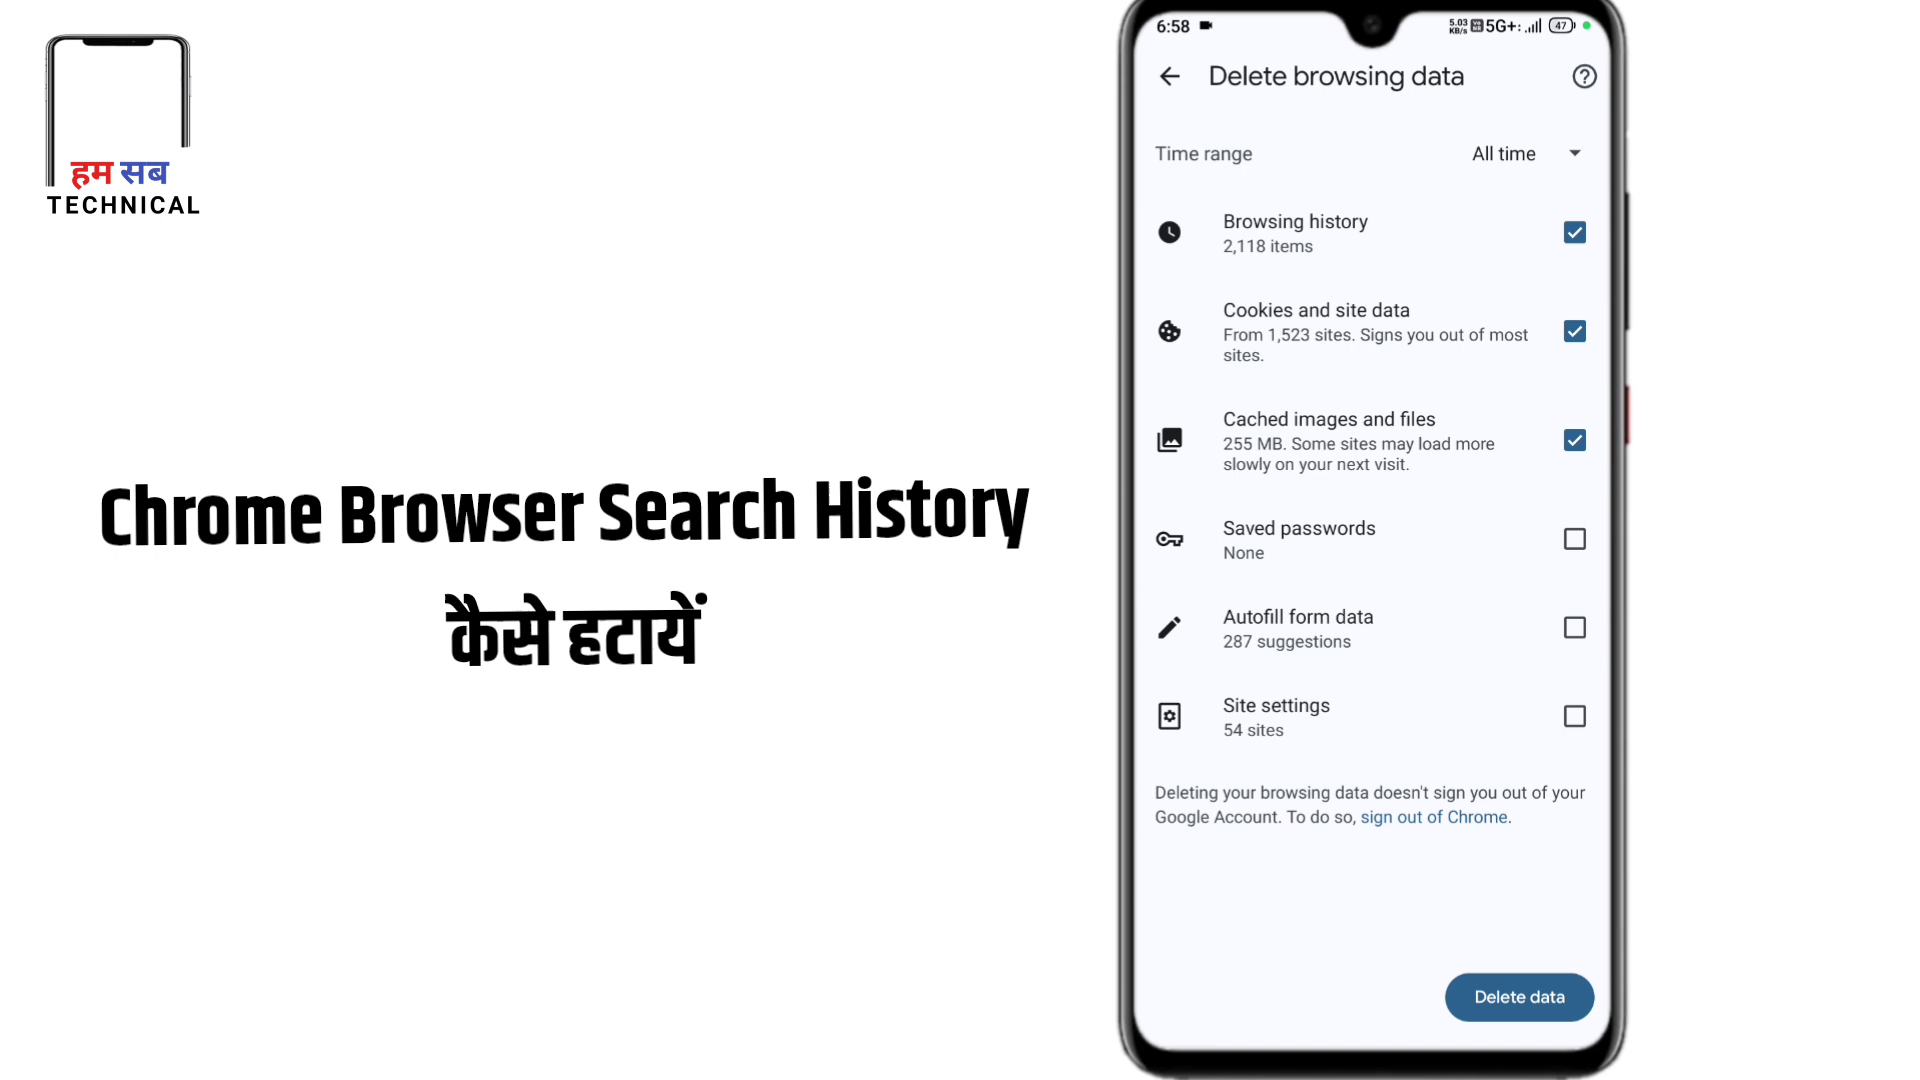 हम सब
TECHNICAL
Chrome Browser Search History
कैसे हटायें
6:58
5.03 KB/s 5G+: 47
Delete browsing data
Time range All time
Browsing history
2,118 items
Cookies and site data
From 1,523 sites. Signs you out of most
sites.
Cached images and files
255 MB. Some sites may load more
slowly on your next visit.
Saved passwords
None
Autofill form data
287 suggestions
Site settings
54 sites
Deleting your browsing data doesn't sign you out of your
Google Account. To do so, sign out of Chrome.
Delete data